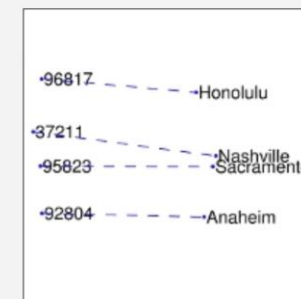 96817 Honolulu
37211 Nashville
95823 Sacrament
92804 Anaheim